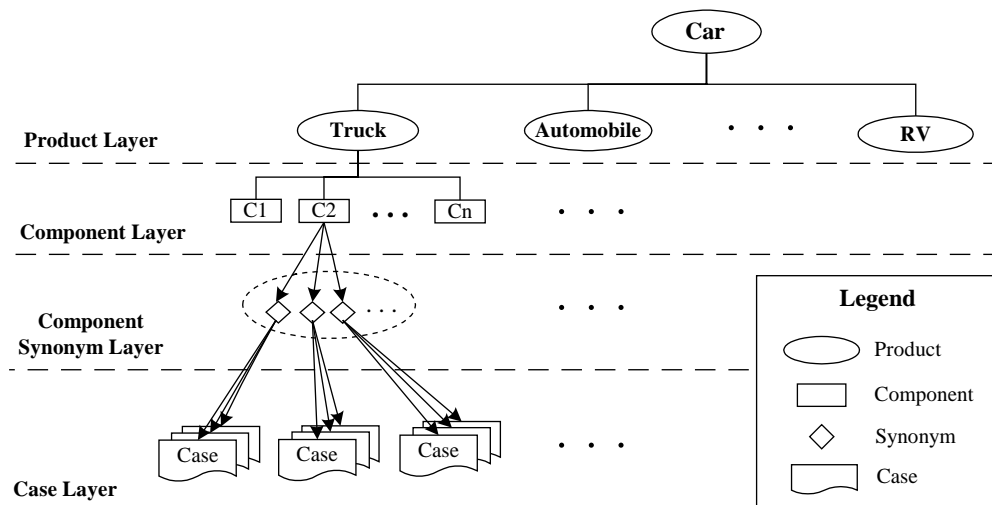 Car
Truck
Automobile
. . .
RV
Product Layer
C1
C2
...
Cn
. . .
Component Layer
. . .
. . .
Component
Synonym Layer
Case
Case
Case
. . .
Case Layer
Legend
Product
Component
Synonym
Case